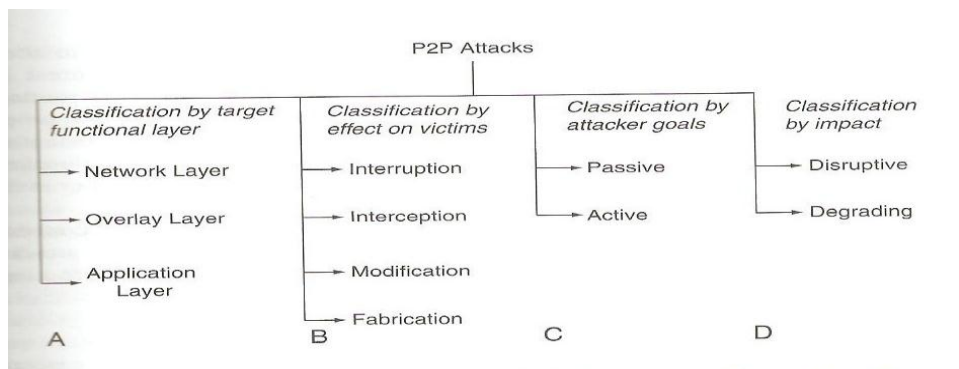 P2P Attacks
Classification by target
functional layer
Network Layer
Overlay Layer
Application
Layer
A
Classification by
effect on victims
Interruption
Interception
Modification
Fabrication
B
Classification by
attacker goals
Passive
Active
C
Classification
by impact
Disruptive
Degrading
D